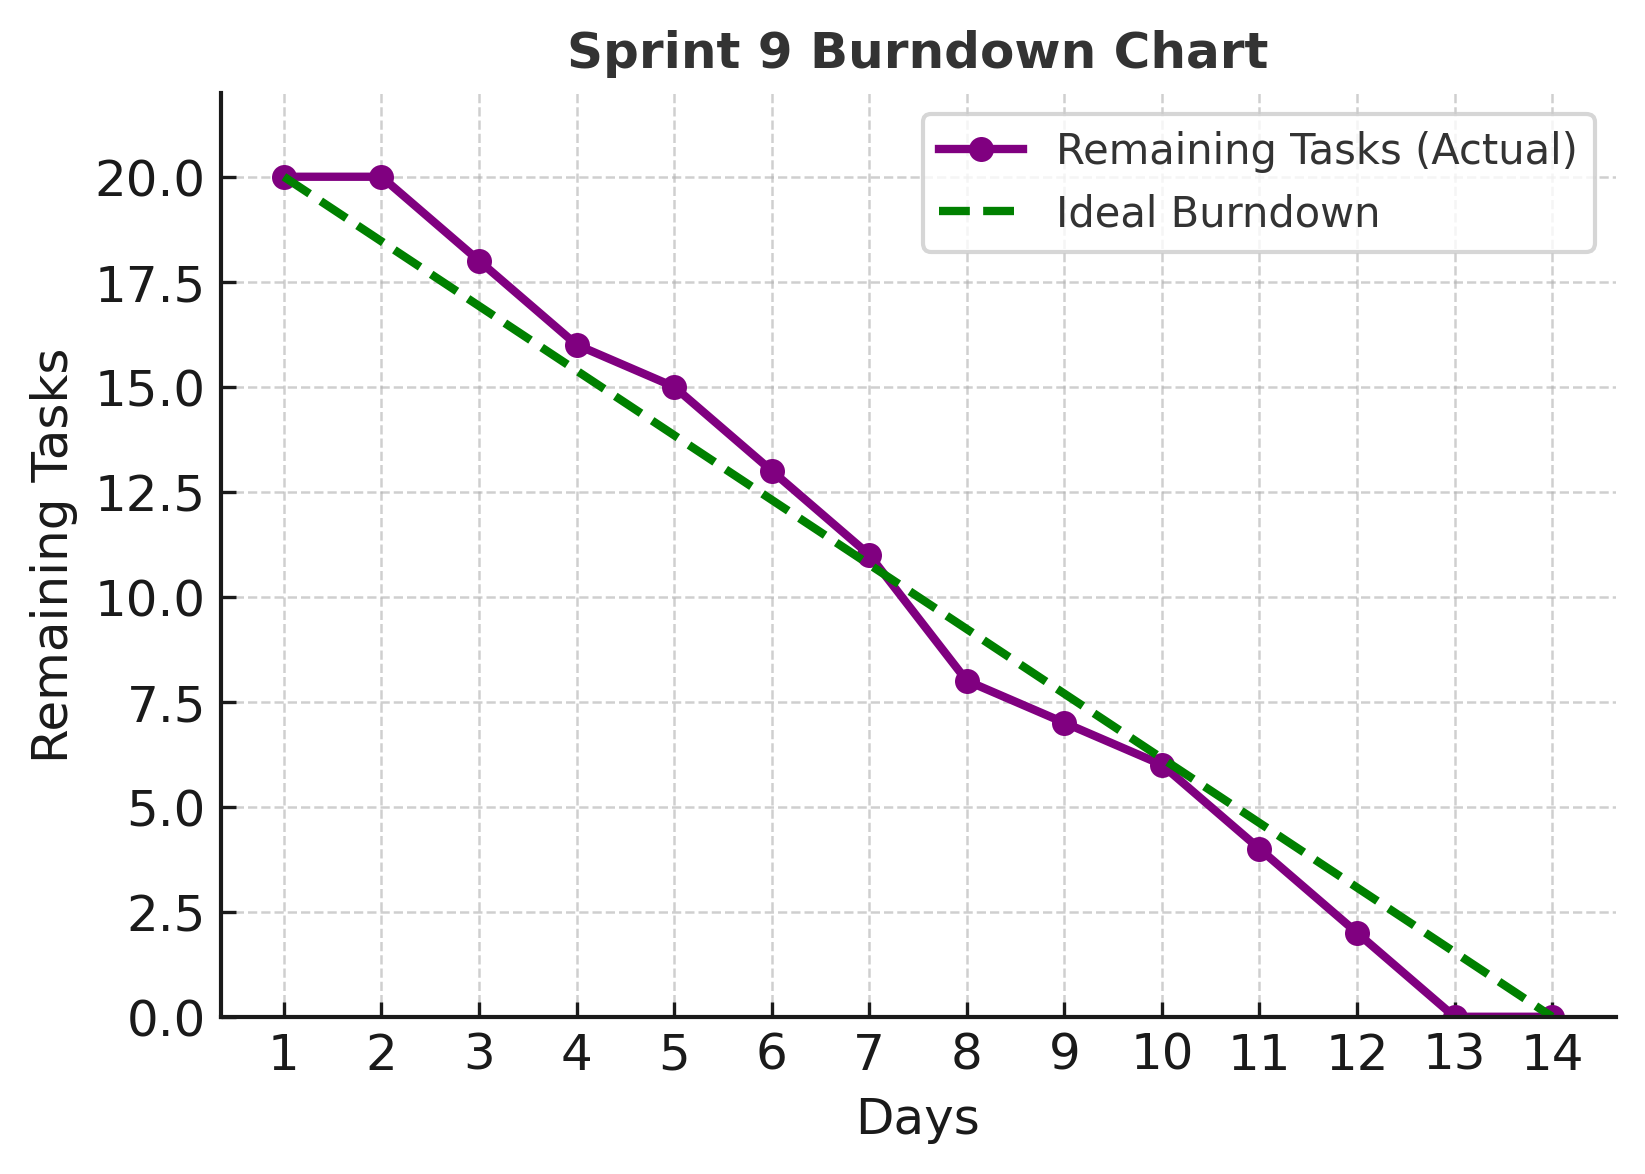 Sprint 9 Burndown Chart
Remaining Tasks (Actual)
Ideal Burndown
Remaining Tasks
20.0
17.5
15.0
12.5
10.0
7.5
5.0
2.5
0.0
1 2 3 4 5 6 7 8 9 10 11 12 13 14
Days